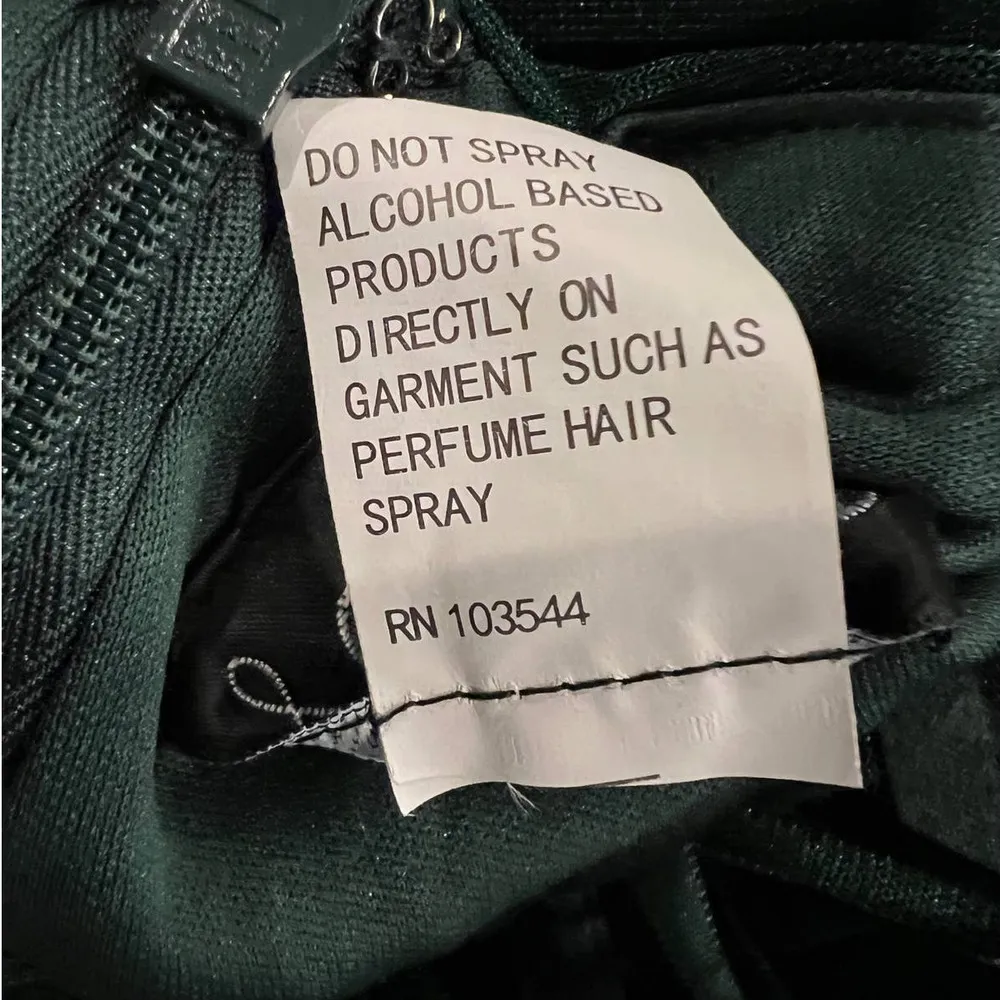 DO NOT SPRAY
ALCOHOL BASED
PRODUCTS
DIRECTLY ON
GARMENT SUCH AS
PERFUME HAIR
SPRAY
RN 103544